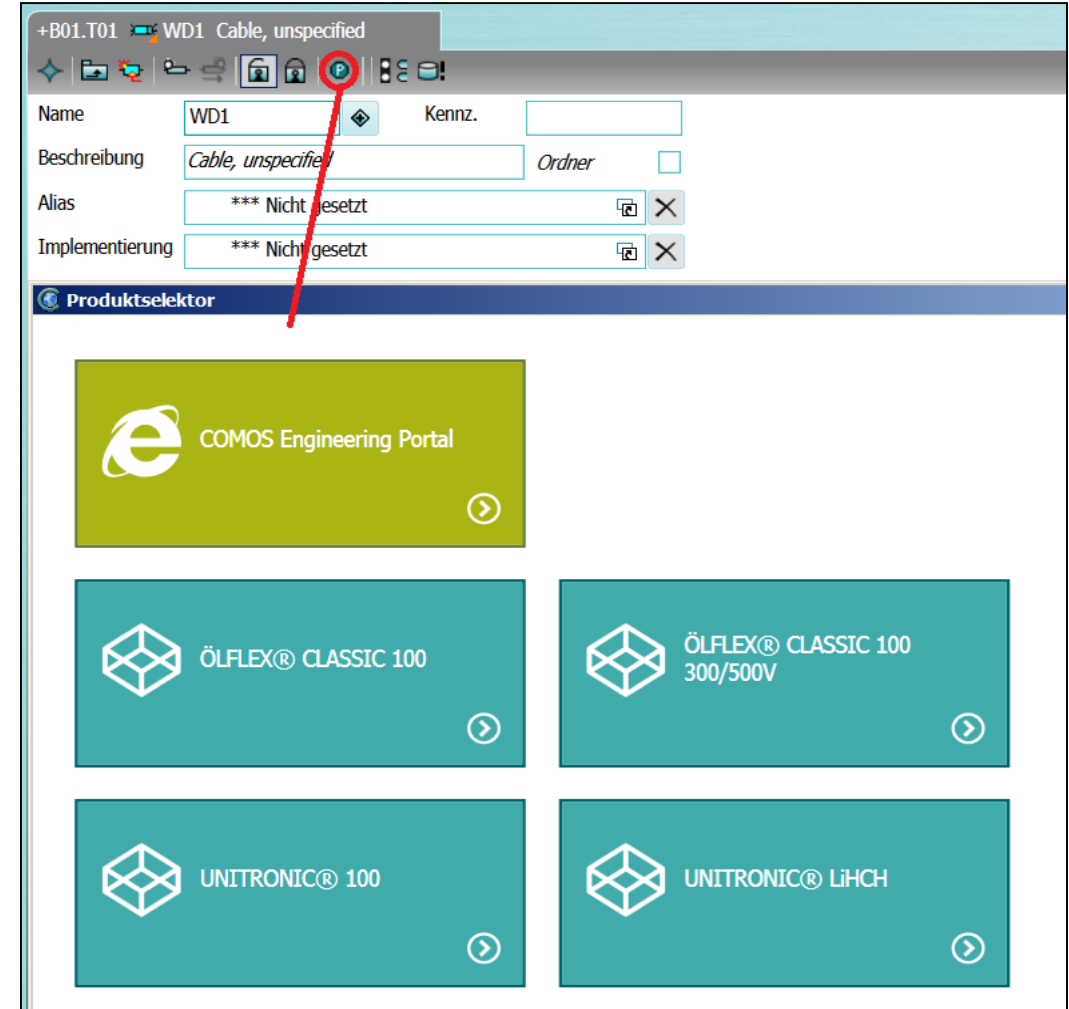 +B01.T01 WD1 Cable, unspecified
P
Name WD1 Kennz.
Beschreibung Cable, unspecified Ordner
Alias *** Nicht gesetzt
Implementierung *** Nicht gesetzt
Produktselektor
COMOS Engineering Portal
ÖLFLEX® CLASSIC 100
ÖLFLEX® CLASSIC 100
300/500V
UNITRONIC® 100
UNITRONIC® LiHCH